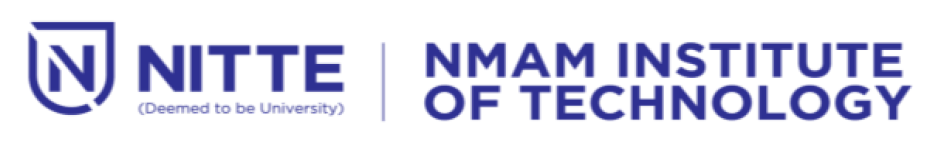 N NITTE
(Deemed to be University)
NMAM INSTITUTE
OF TECHNOLOGY